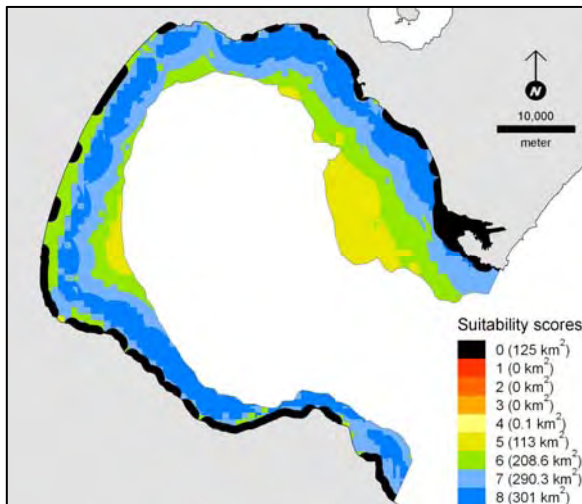 N
10,000
meter
Suitability scores
0 (125 km²)
1 (0 km²)
2 (0 km²)
3 (0 km²)
4 (0.1 km²)
5 (113 km²)
6 (208.6 km²)
7 (290.3 km²)
8 (301 km²)